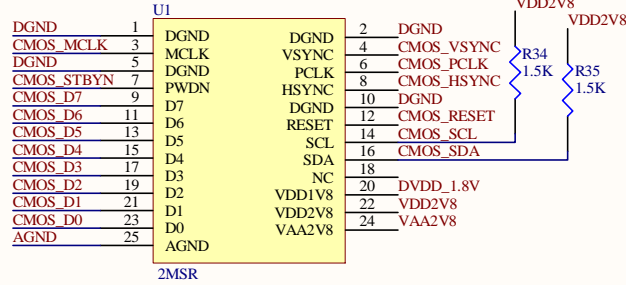 U1
VDD2V8
VDD2V8
DGND 1 DGND DGND 2 DGND
CMOS_MCLK 3 MCLK VSYNC 4 CMOS_VSYNC
DGND 5 DGND PCLK 6 CMOS_PCLK
CMOS_STBYN 7 PWDN HSYNC 8 CMOS_HSYNC
CMOS_D7 9 D7 DGND 10 DGND
CMOS_D6 11 D6 RESET 12 CMOS_RESET
CMOS_D5 13 D5 SCL 14 CMOS_SCL
CMOS_D4 15 D4 SDA 16 CMOS_SDA
CMOS_D3 17 D3 NC 18
CMOS_D2 19 D2 VDD1V8 20 DVDD_1.8V
CMOS_D1 21 D1 VDD2V8 22 VDD2V8
CMOS_D0 23 D0 VAA2V8 24 VAA2V8
AGND 25 AGND
R34
1.5K
R35
1.5K
2MSR